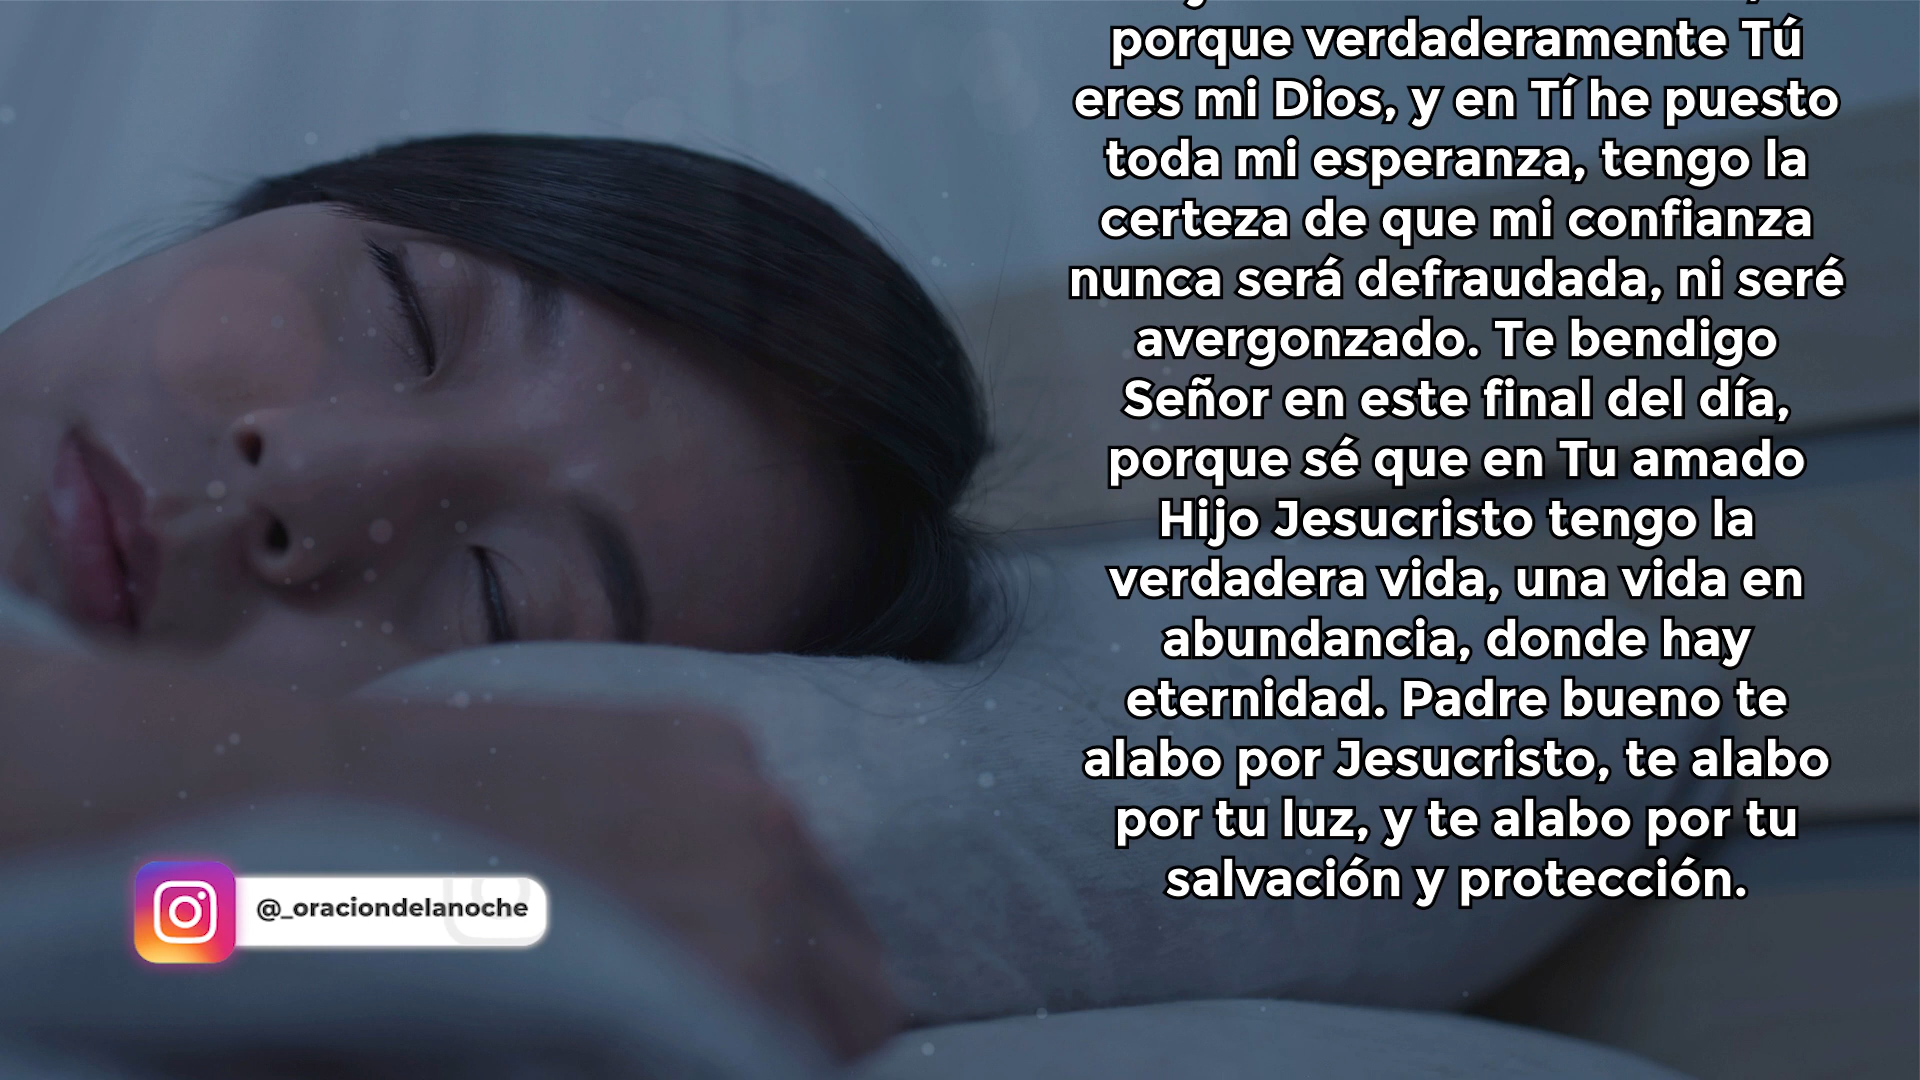 porque verdaderamente Tú
eres mi Dios, y en Tí he puesto
toda mi esperanza, tengo la
certeza de que mi confianza
nunca será defraudada, ni seré
avergonzado. Te bendigo
Señor en este final del día,
porque sé que en Tu amado
Hijo Jesucristo tengo la
verdadera vida, una vida en
abundancia, donde hay
eternidad. Padre bueno te
alabo por Jesucristo, te alabo
por tu luz, y te alabo por tu
salvación y protección.
@_oraciondelanoche